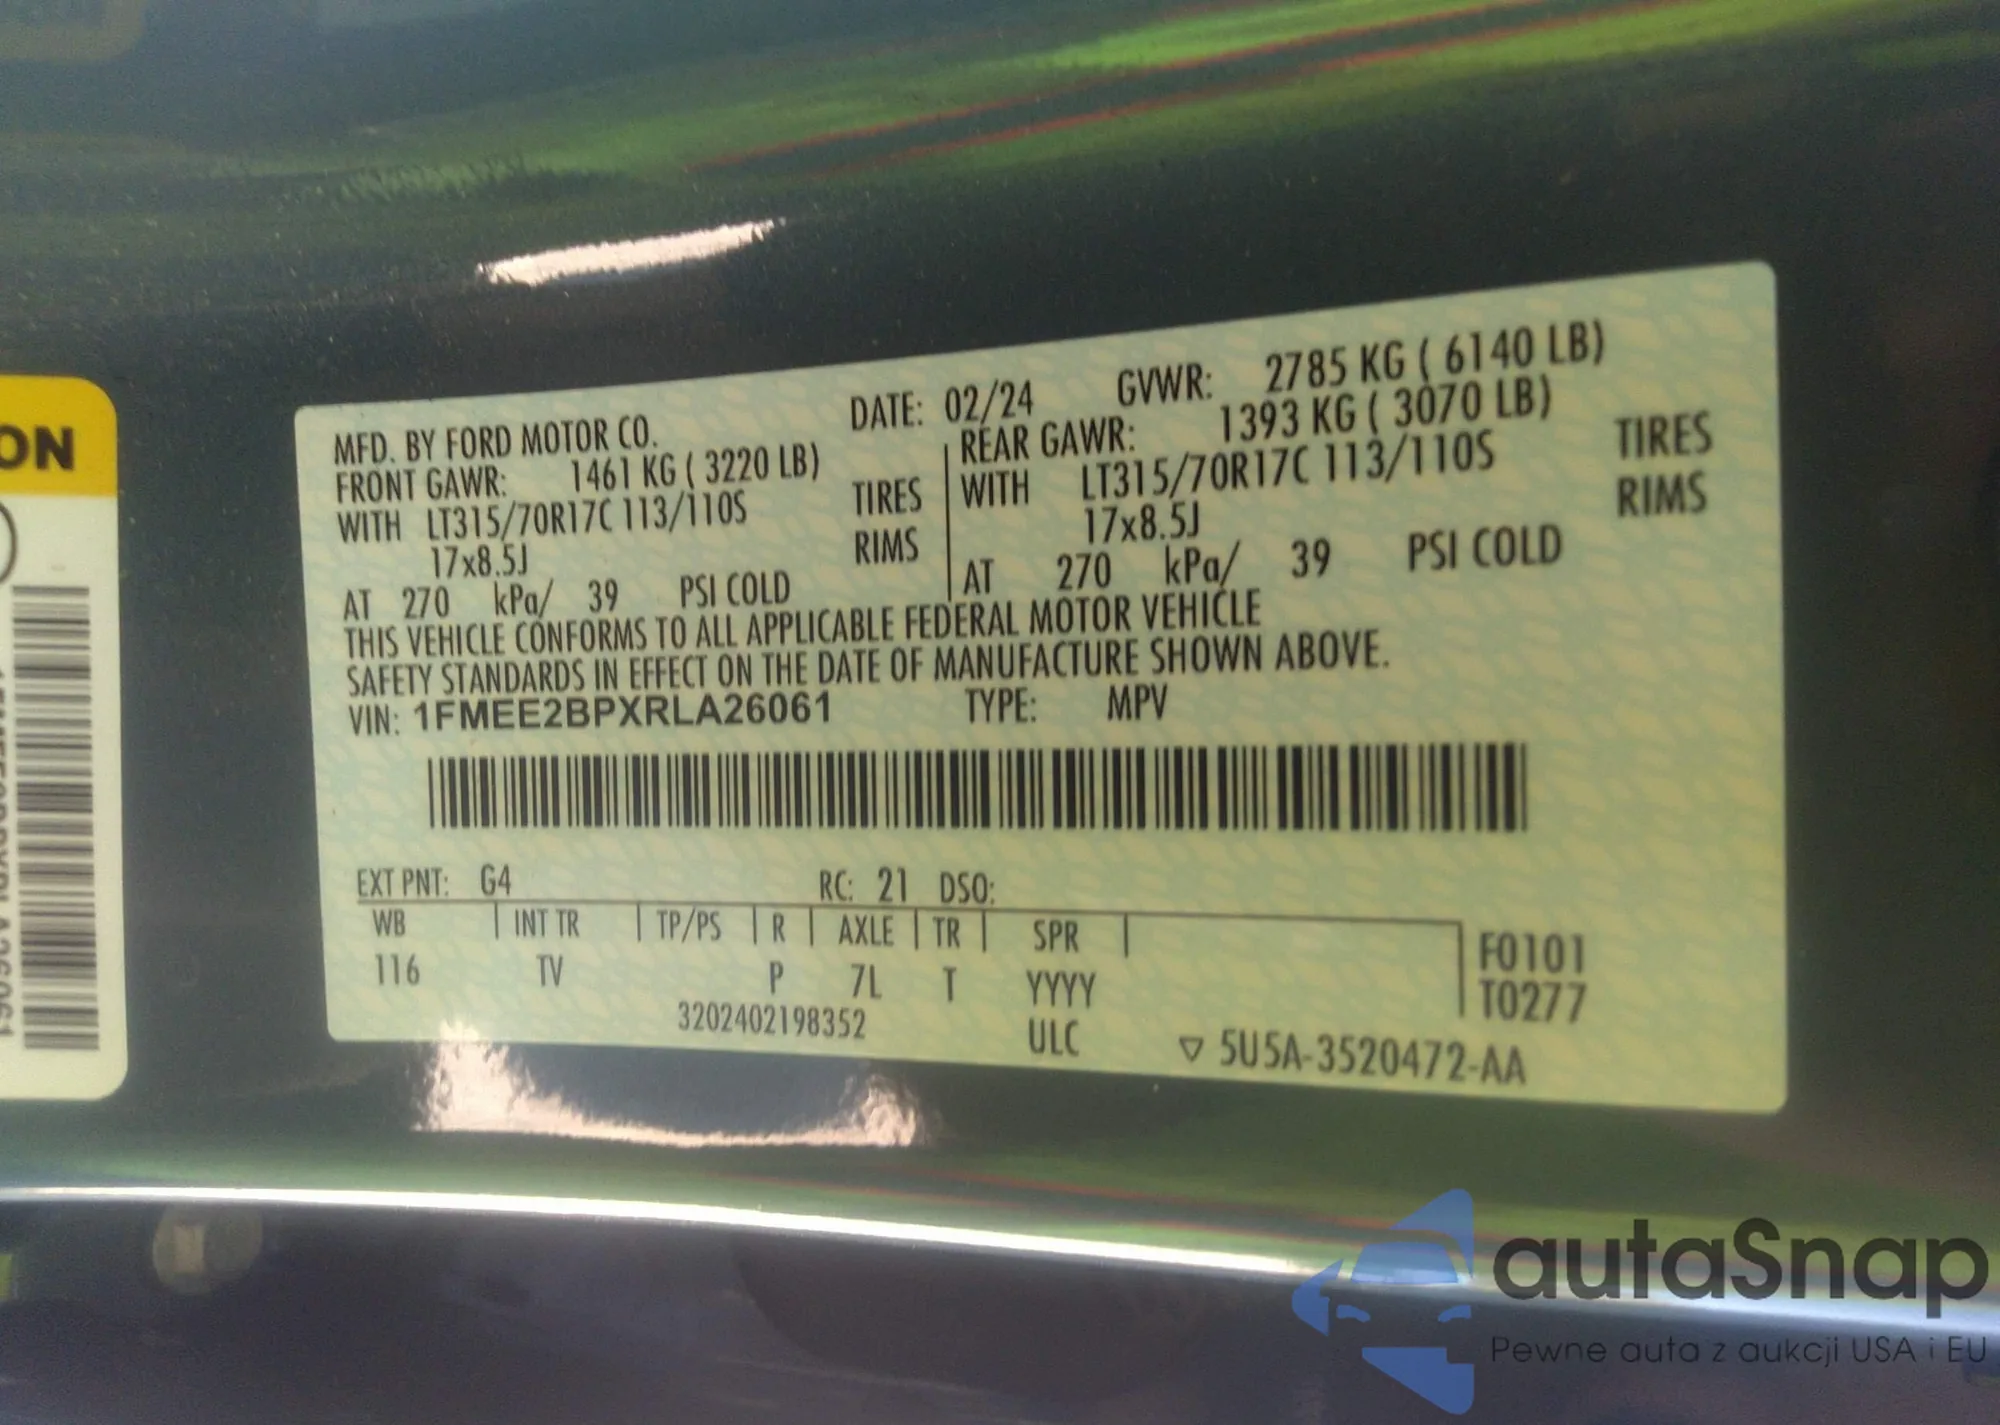 ON
MFD. BY FORD MOTOR CO. DATE: 02/24 GVWR: 2785 KG ( 6140 LB)
FRONT GAWR: 1461 KG ( 3220 LB) REAR GAWR: 1393 KG ( 3070 LB)
WITH LT315/70R17C 113/110S TIRES WITH LT315/70R17C 113/110S TIRES
17x8.5J RIMS 17x8.5J RIMS
AT 270 kPa/ 39 PSI COLD AT 270 kPa/ 39 PSI COLD
THIS VEHICLE CONFORMS TO ALL APPLICABLE FEDERAL MOTOR VEHICLE
SAFETY STANDARDS IN EFFECT ON THE DATE OF MANUFACTURE SHOWN ABOVE.
VIN: 1FMEE2BPXRLA26061 TYPE: MPV
EXT PNT: G4 RC: 21 DSO:
WB INT TR TP/PS R AXLE TR SPR
116 TV P 7L T YYYY
F0101
T0277
3202402198352 ULC ▽ 5U5A-3520472-AA
autaSnap
Pewne auta z aukcji USA i EU